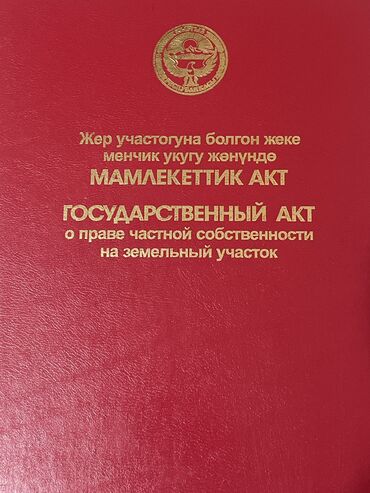 Жер участогуна болгон жеке
менчик укугу жөнүндө
МАМЛЕКЕТТИК АКТ
ГОСУДАРСТВЕННЫЙ АКТ
о праве частной собственности
на земельный участок